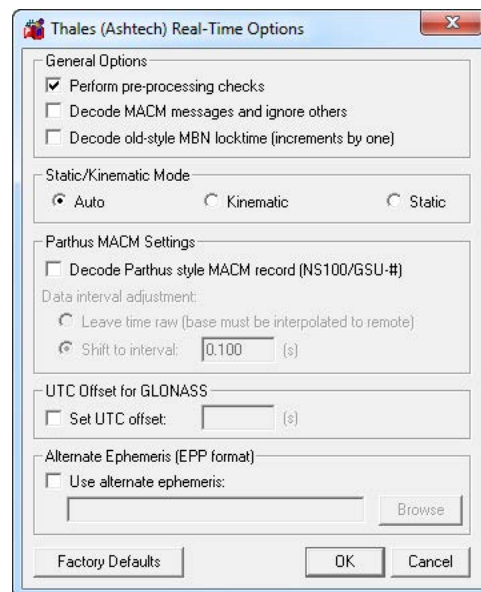 Thales (Ashtech) Real-Time Options
General Options
Perform pre-processing checks
Decode MACM messages and ignore others
Decode old-style MBN locktime (increments by one)
Static/Kinematic Mode
Auto Kinematic Static
Parthus MACM Settings
Decode Parthus style MACM record (NS100/GSU-#)
Data interval adjustment:
Leave time raw (base must be interpolated to remote)
Shift to interval: 0.100 (s)
UTC Offset for GLONASS
Set UTC offset: (s)
Alternate Ephemeris (EPP format)
Use alternate ephemeris:
Browse
Factory Defaults OK Cancel